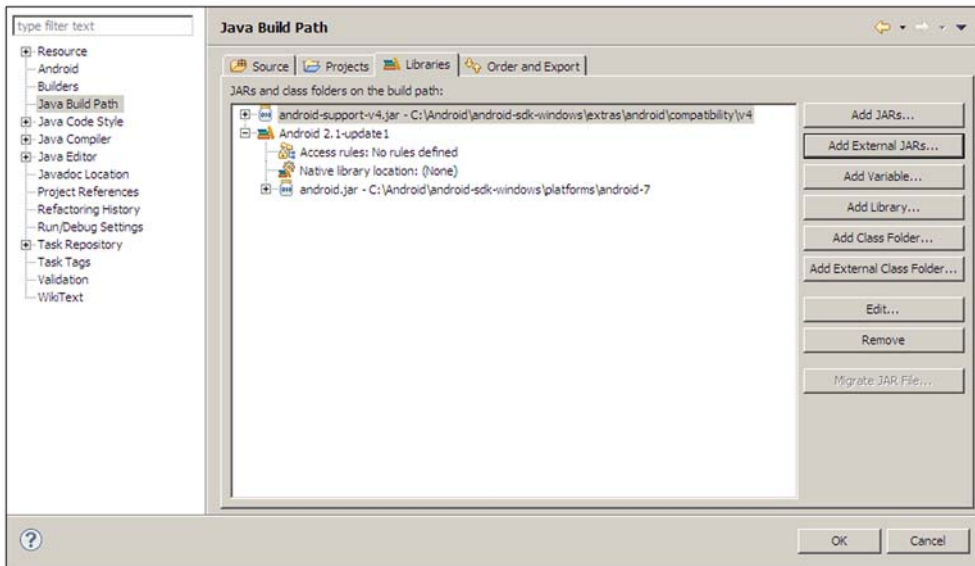 type filter text
Resource
Android
Builders
Java Build Path
Java Code Style
Java Compiler
Java Editor
Javadoc Location
Project References
Refactoring History
Run/Debug Settings
Task Repository
Task Tags
Validation
WikiText
Java Build Path
Source Projects Libraries Order and Export
JARs and class folders on the build path:
android-support-v4.jar - C:\Android\android-sdk-windows\extras\android\compatibility\v4
Android 2.1-update1
Access rules: No rules defined
Native library location: (None)
android.jar - C:\Android\android-sdk-windows\platforms\android-7
Add JARs...
Add External JARs...
Add Variable...
Add Library...
Add Class Folder...
Add External Class Folder...
Edit...
Remove
Migrate JAR File...
OK Cancel